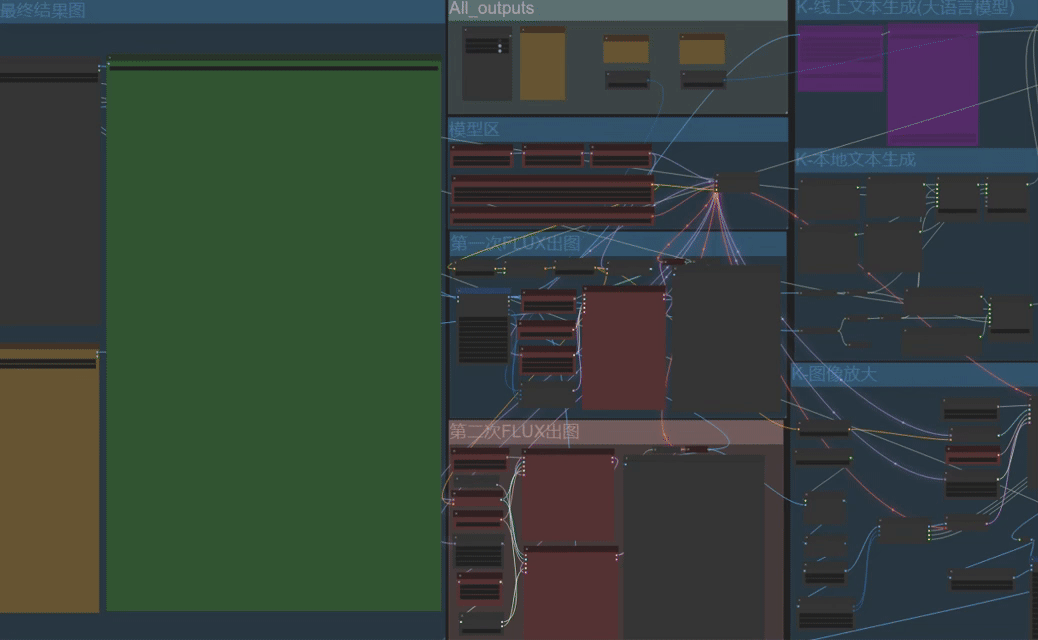 最终结果图
All_outputs
模型区
第一次FLUX出图
第二次FLUX出图
K-线上文本生成(大语言模型)
K-本地文本生成
K-图像放大